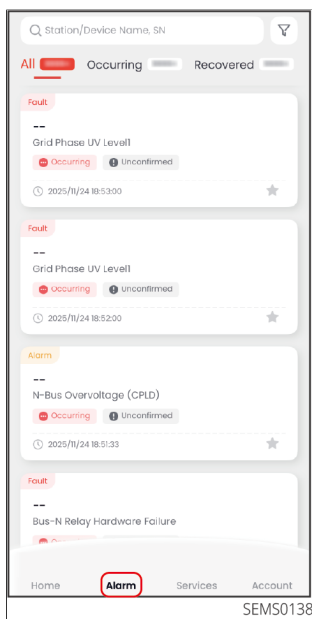 Station/Device Name, SN
All Occurring Recovered
Fault
--
Grid Phase UV Level1
Occurring Unconfirmed
2025/11/24 18:53:00
Fault
--
Grid Phase UV Level1
Occurring Unconfirmed
2025/11/24 18:52:00
Alarm
--
N-Bus Overvoltage (CPLD)
Occurring Unconfirmed
2025/11/24 18:51:33
Fault
--
Bus-N Relay Hardware Failure
Home Alarm Services Account
SEMS0138